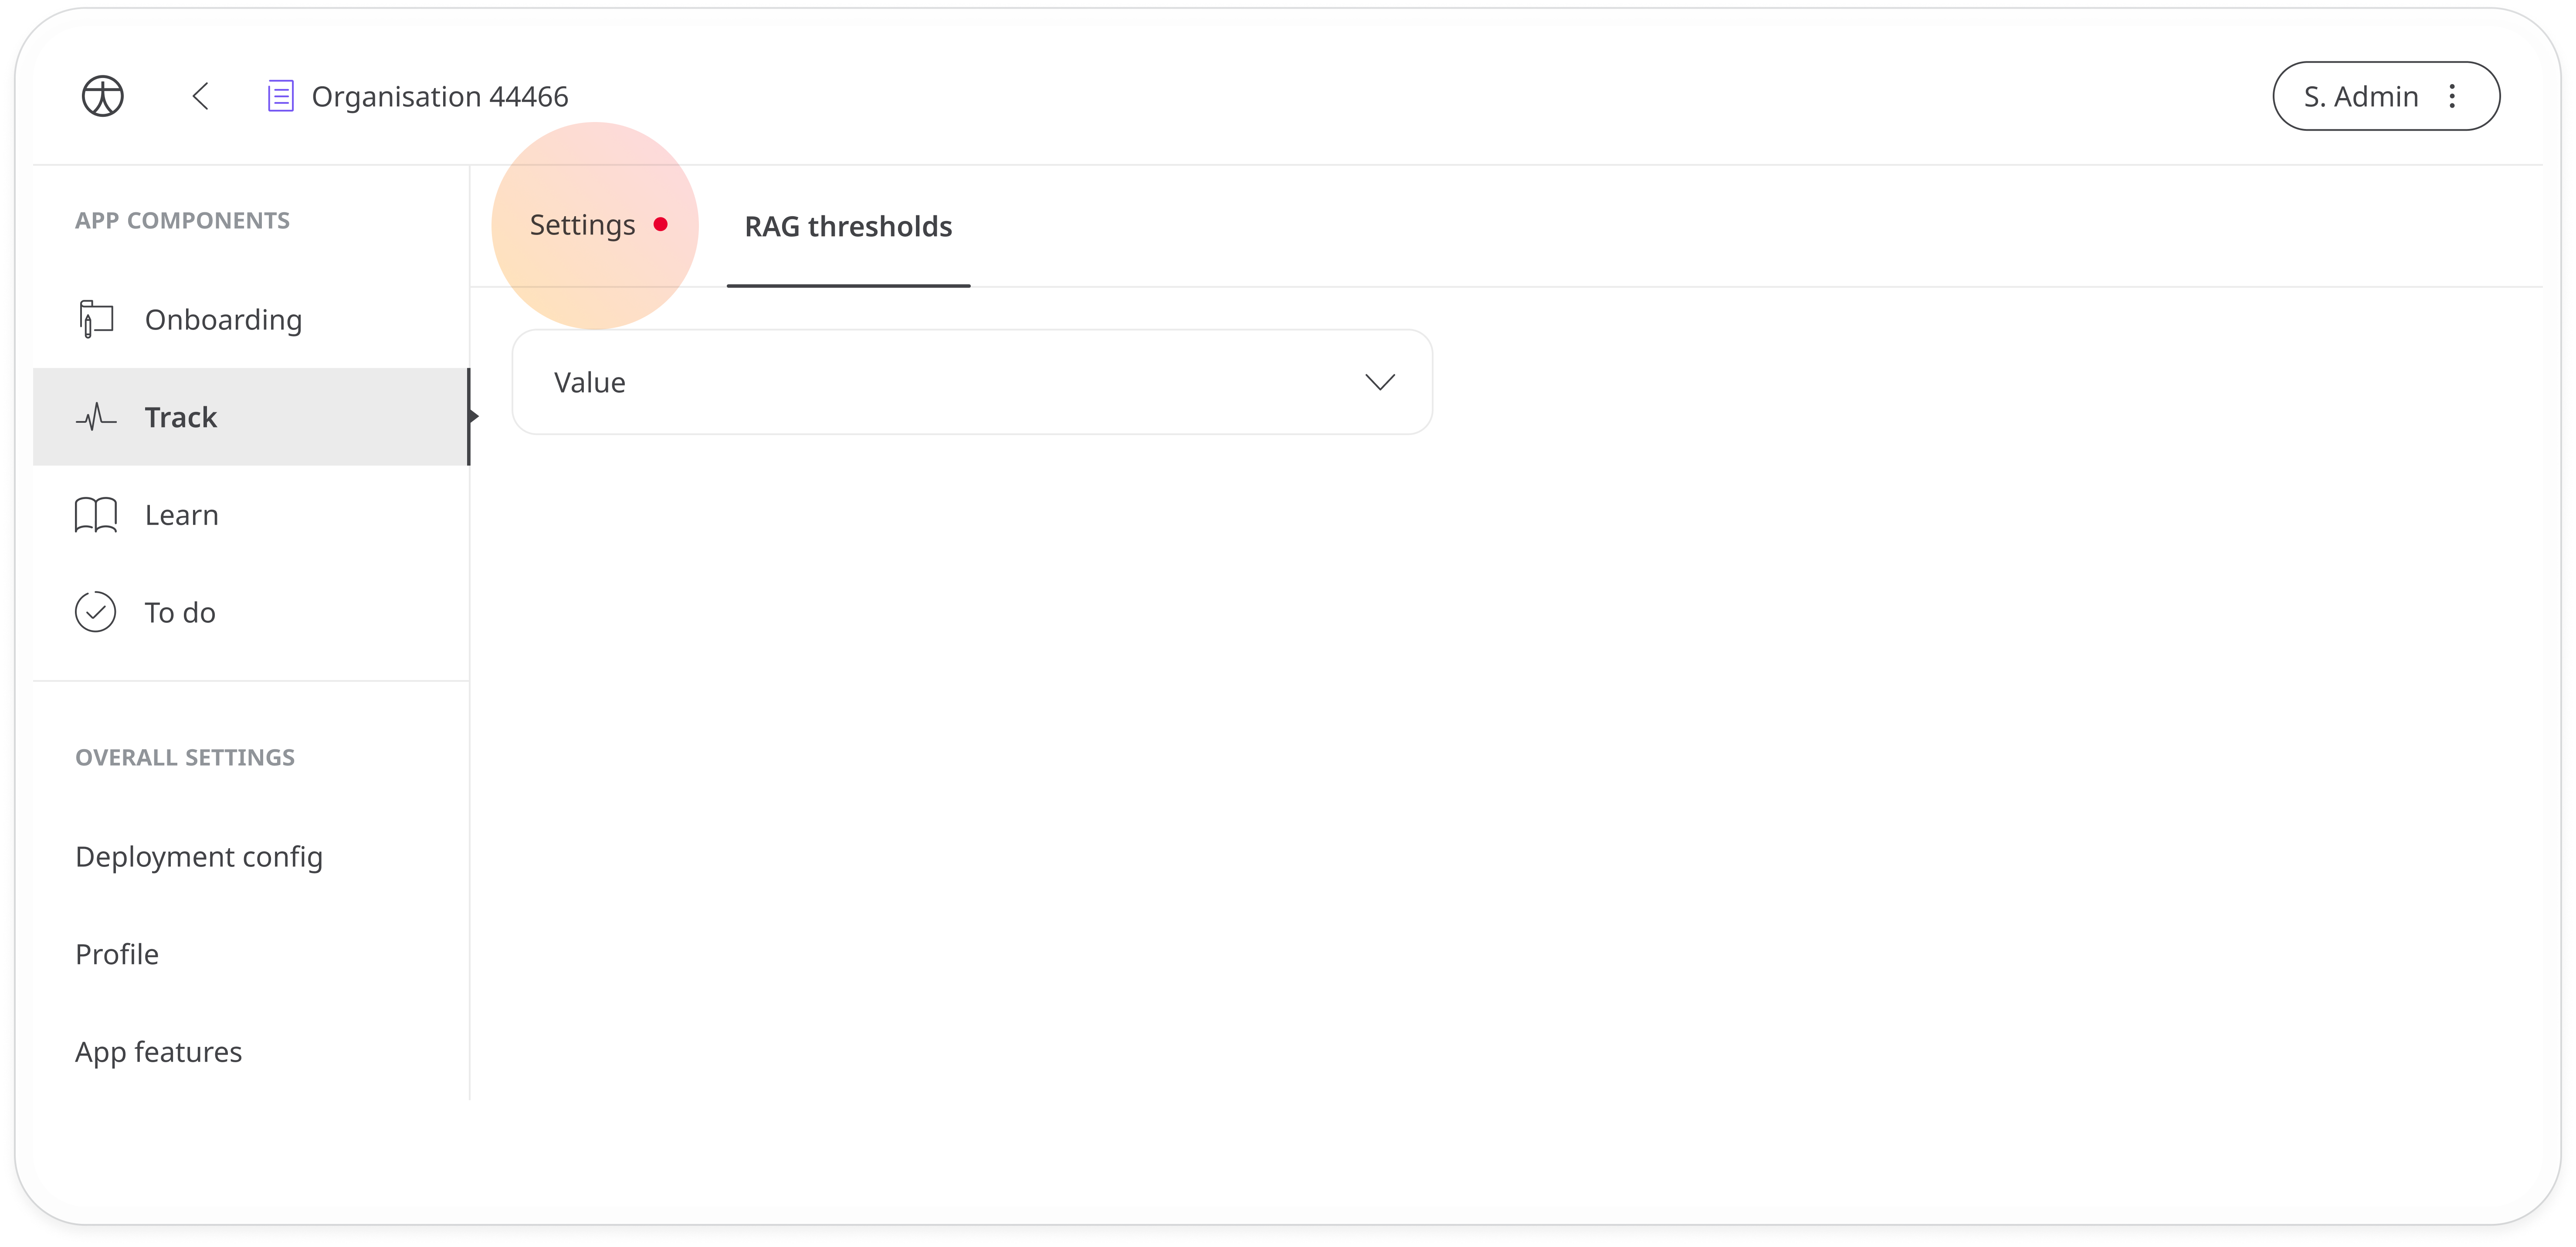 Organisation 44466
S. Admin
APP COMPONENTS
Onboarding
Track
Learn
To do
OVERALL SETTINGS
Deployment config
Profile
App features
Settings
RAG thresholds
Value